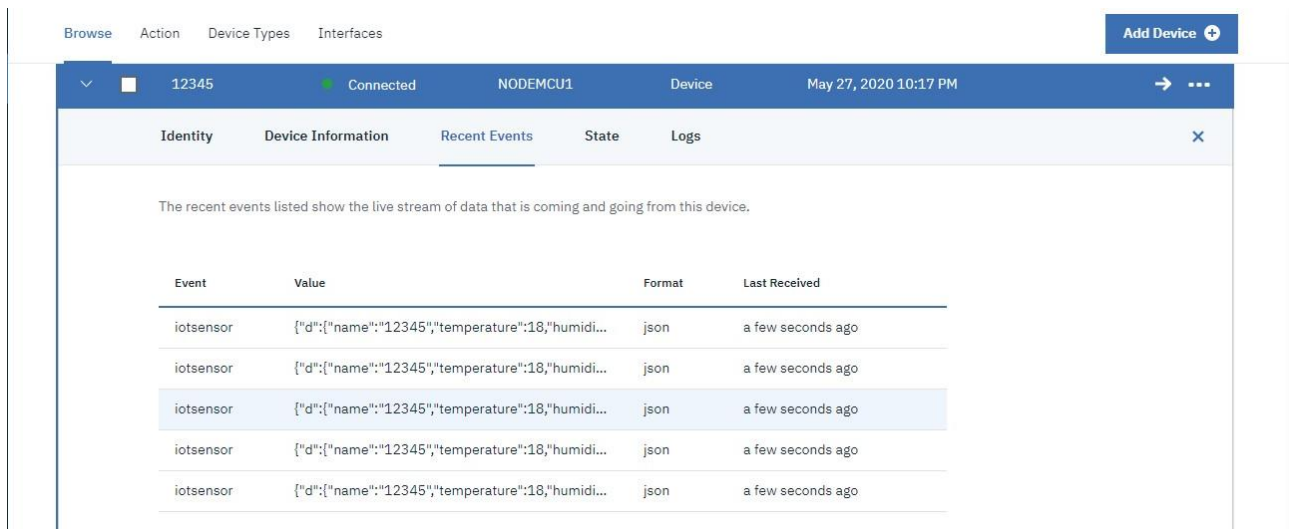 Browse Action Device Types Interfaces Add Device
12345 Connected NODEMCU1 Device May 27, 2020 10:17 PM
Identity Device Information Recent Events State Logs
The recent events listed show the live stream of data that is coming and going from this device.
Event Value Format Last Received
iotsensor {"d":{"name":"12345","temperature":18,"humidi... json a few seconds ago
iotsensor {"d":{"name":"12345","temperature":18,"humidi... json a few seconds ago
iotsensor {"d":{"name":"12345","temperature":18,"humidi... json a few seconds ago
iotsensor {"d":{"name":"12345","temperature":18,"humidi... json a few seconds ago
iotsensor {"d":{"name":"12345","temperature":18,"humidi... json a few seconds ago